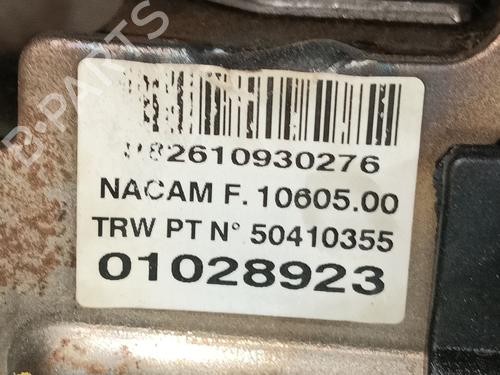 B-PARTS
82610930276
NACAM F. 10605.00
TRW PT N° 50410355
01028923